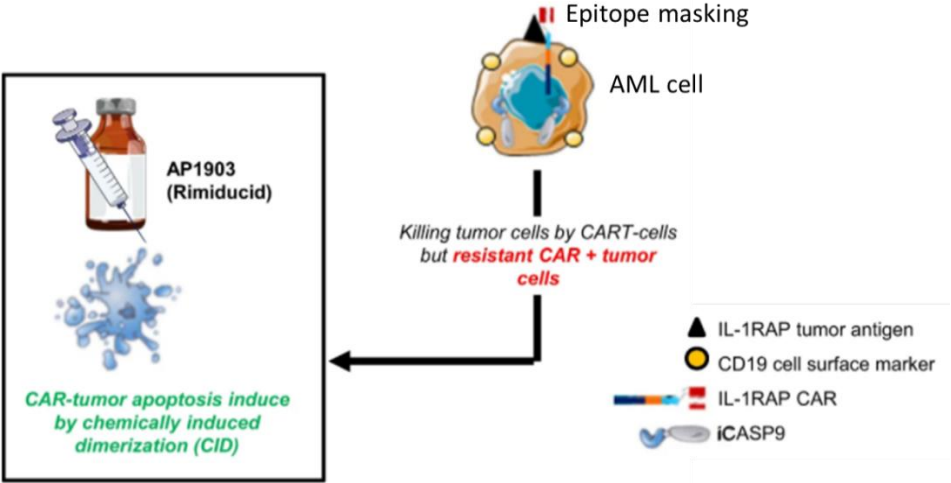 Epitope masking
AML cell
AP1903
(Rimiducid)
Killing tumor cells by CART-cells
but resistant CAR + tumor
cells
CAR-tumor apoptosis induce
by chemically induced
dimerization (CID)
IL-1RAP tumor antigen
CD19 cell surface marker
IL-1RAP CAR
iCASP9